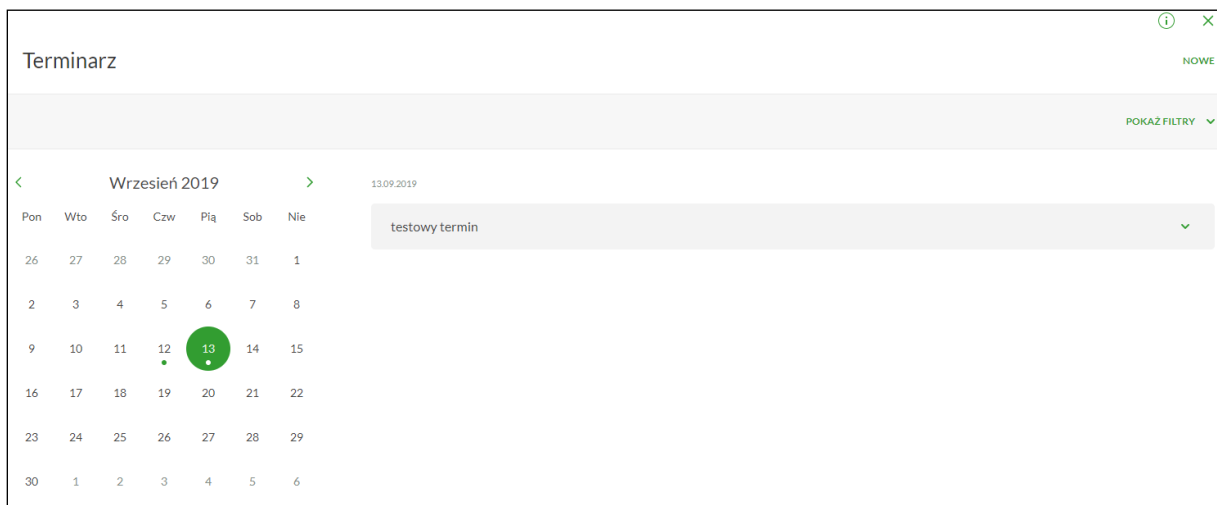 Terminarz
NOWE
POKAŻ FILTRY
Wrzesień 2019
13.09.2019
Pon Wto Śro Czw Pią Sob Nie
testowy termin
26 27 28 29 30 31 1
2 3 4 5 6 7 8
9 10 11 12 13 14 15
16 17 18 19 20 21 22
23 24 25 26 27 28 29
30 1 2 3 4 5 6